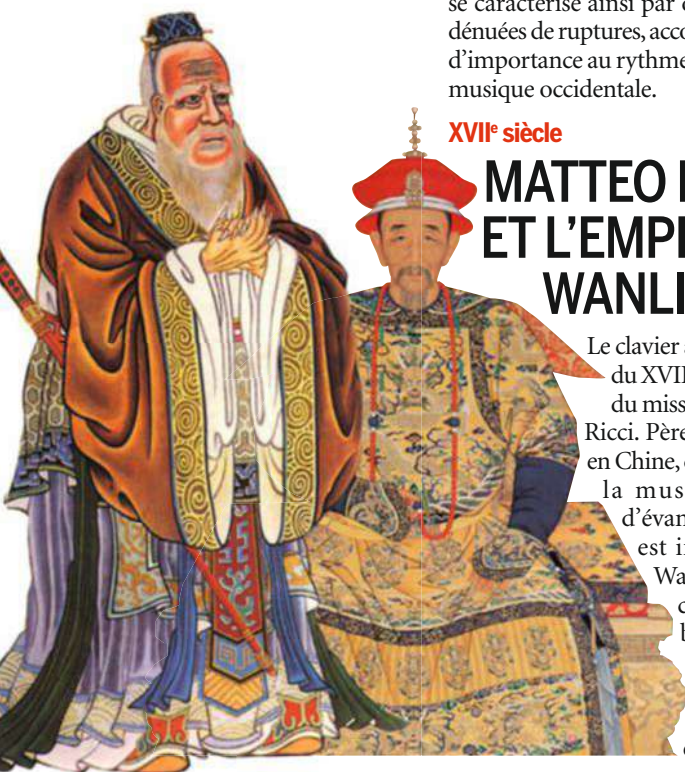 se caractérise ainsi par
dénuées de ruptures,
d'importance au rythme
musique occidentale.
XVIIe siècle
MATTEO
ET L'EMP
WANLI
Le clavier
du XVII
du miss
Ricci. Père
en Chine,
la mus
d'évan
est i
Wa